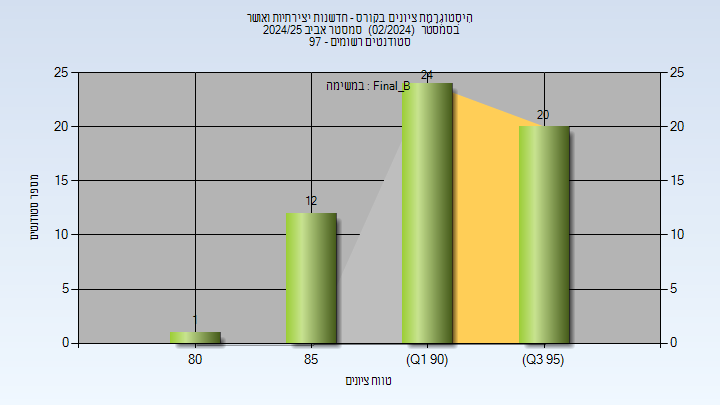 היסטוגרמת ציונים בקורס - חדשנות יצירתיות ואושר
בסמסטר (02/2024) סמסטר אביב 2024/25
סטודנטים רשומים - 97
במשימה : Final_B
25
20
15
10
5
0
25
20
15
10
5
0
1
12
24
20
מספר סטודנטים
80
85
(Q1 90)
(Q3 95)
טווח ציונים